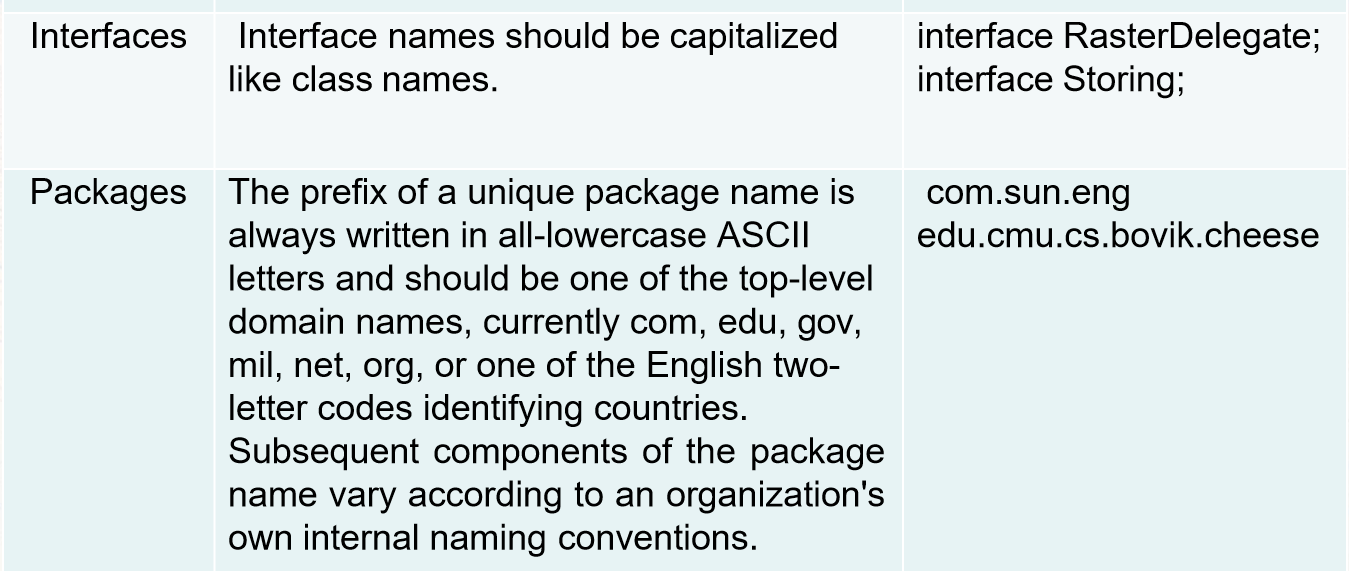 Interfaces
Interface names should be capitalized
like class names.
interface RasterDelegate;
interface Storing;
Packages
The prefix of a unique package name is
always written in all-lowercase ASCII
letters and should be one of the top-level
domain names, currently com, edu, gov,
mil, net, org, or one of the English two-
letter codes identifying countries.
Subsequent components of the package
name vary according to an organization's
own internal naming conventions.
com.sun.eng
edu.cmu.cs.bovik.cheese